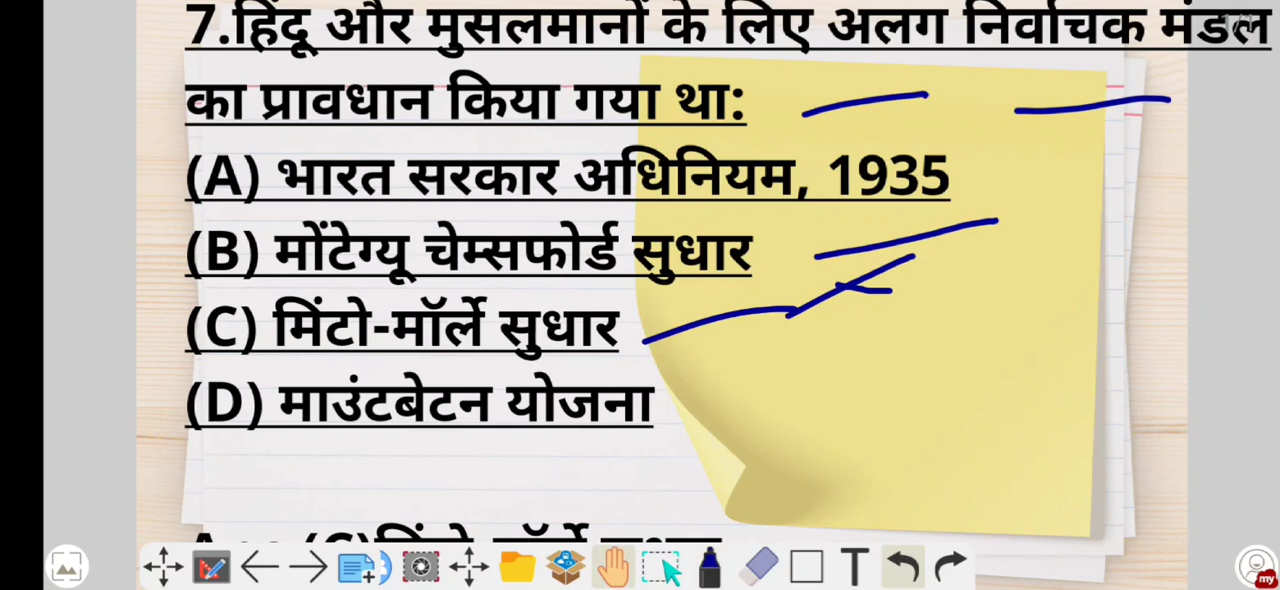 7.हिंदू और मुसलमानों के लिए अलग निर्वाचक मंडल
का प्रावधान किया गया था:
(A) भारत सरकार अधिनियम, 1935
(B) मोंटेग्यू चेम्सफोर्ड सुधार
(C) मिंटो-मॉर्ले सुधार
(D) माउंटबेटन योजना